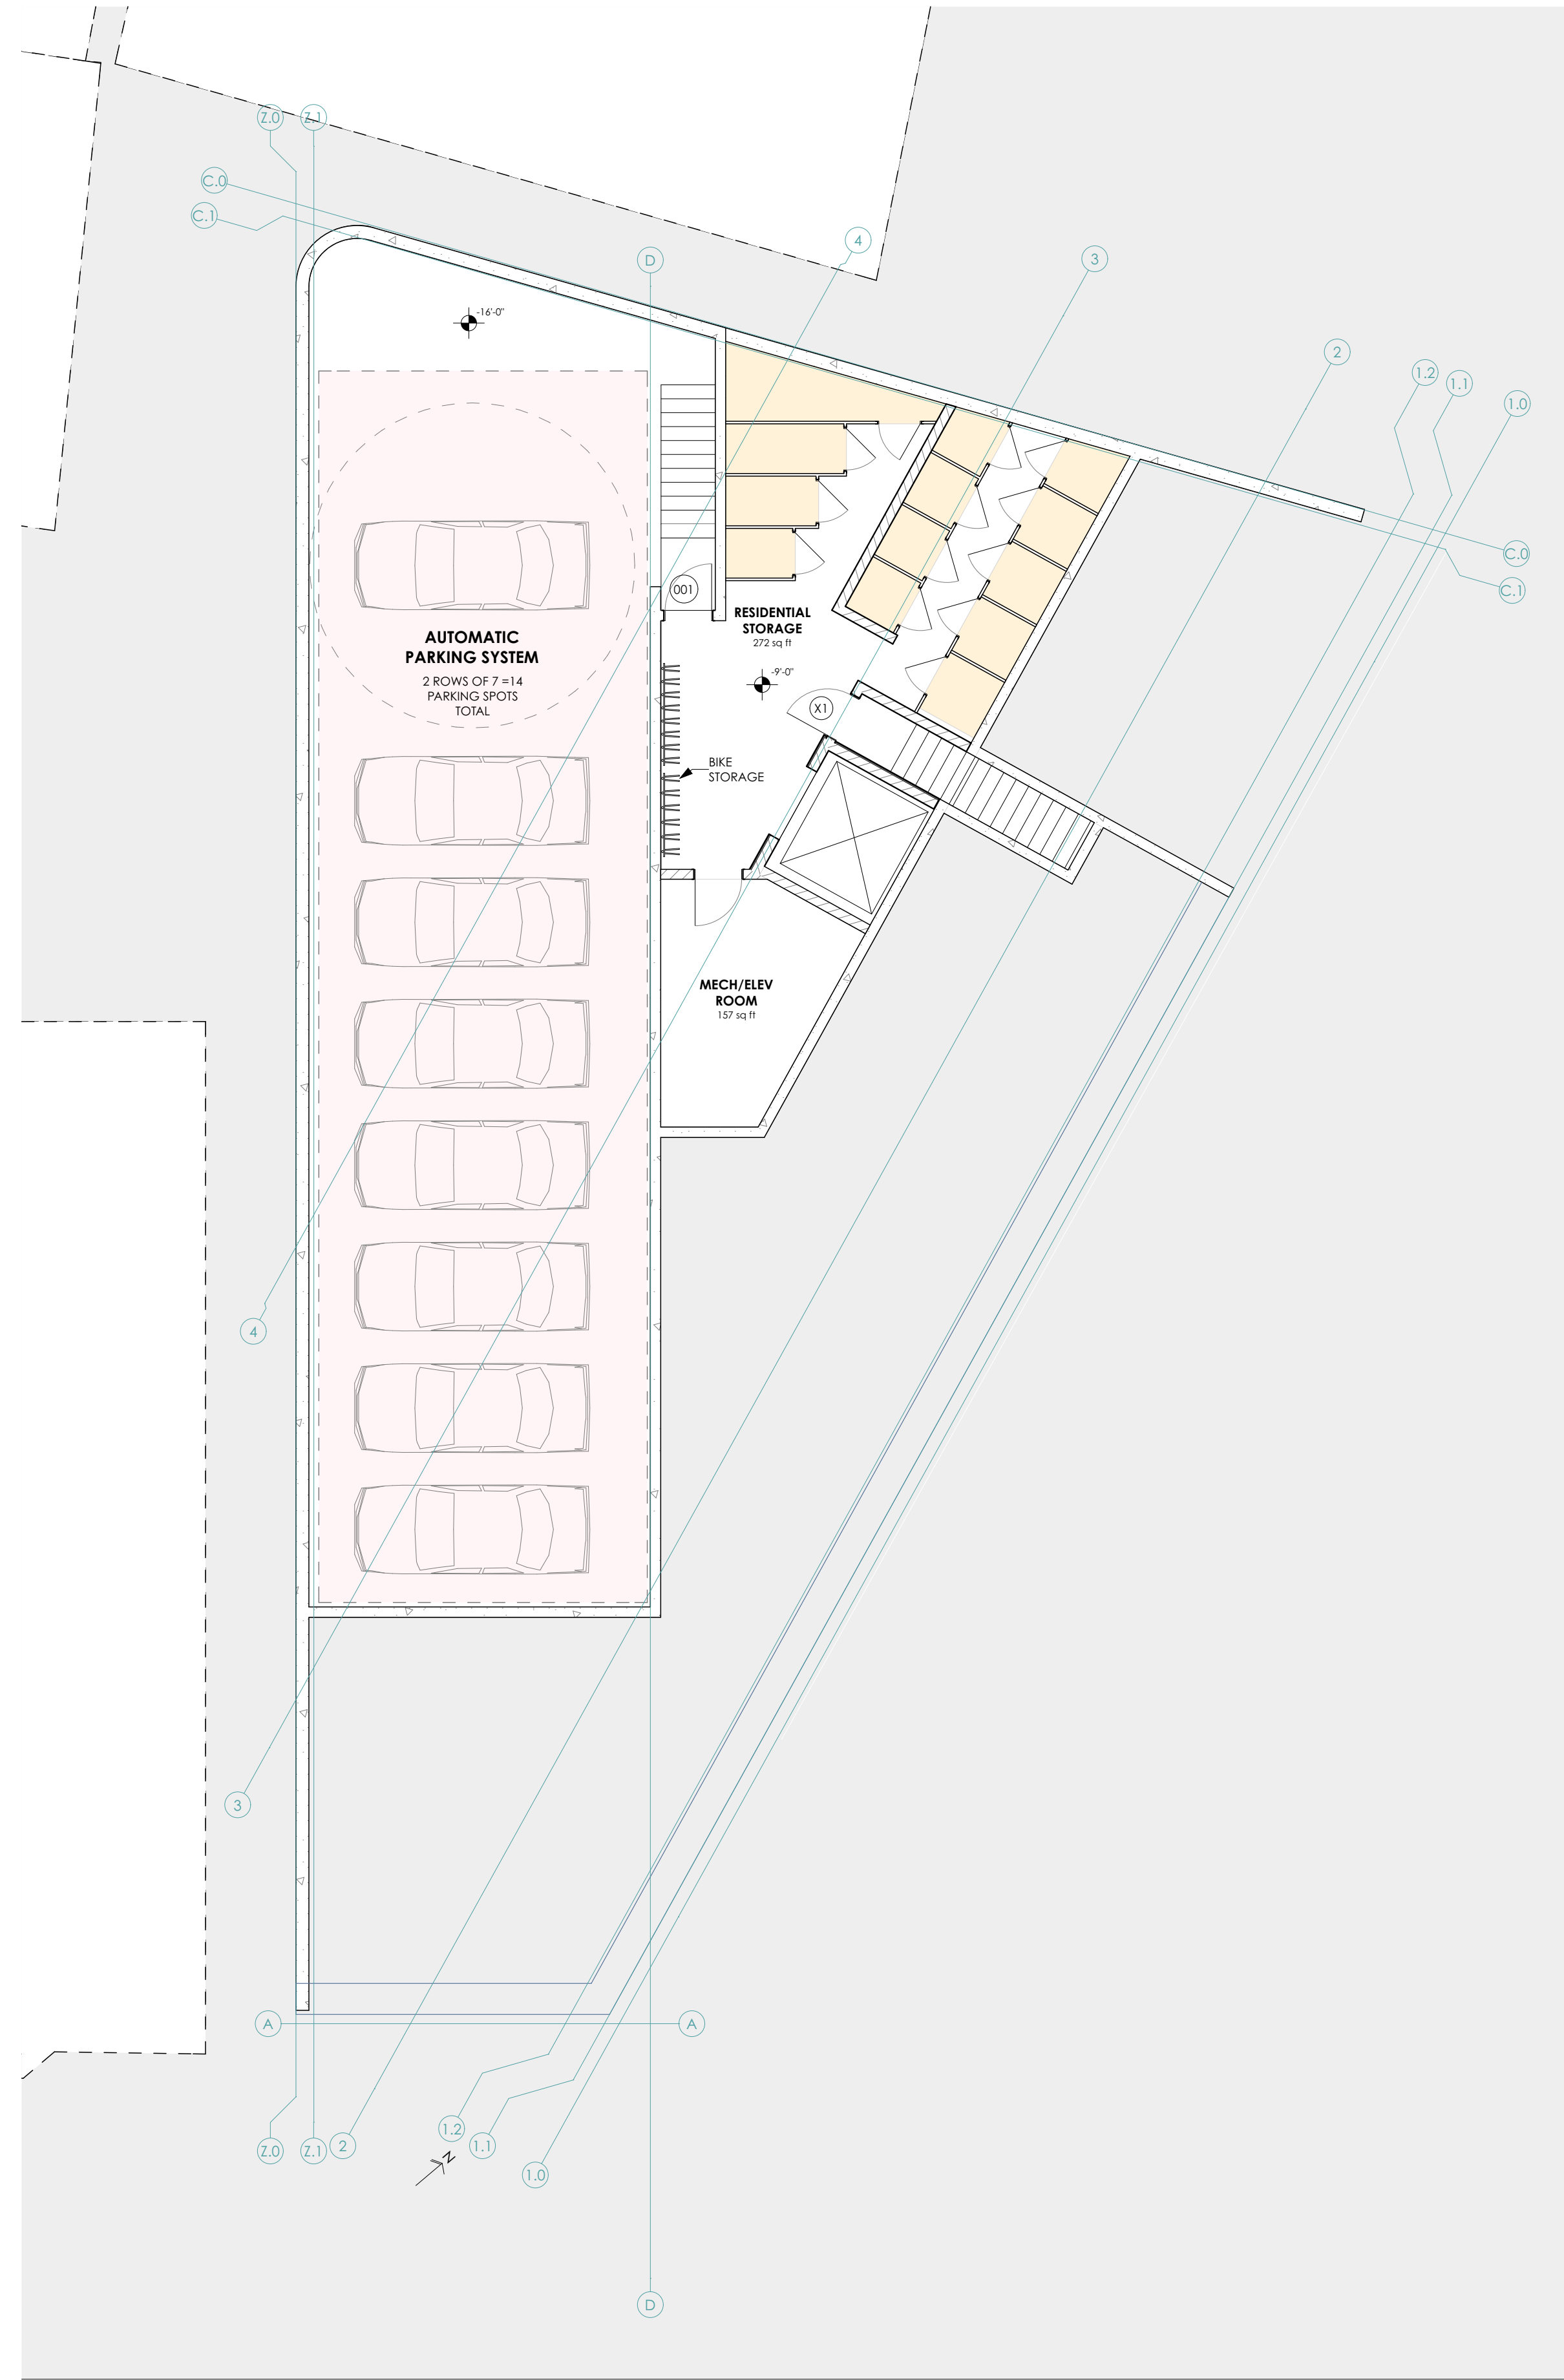 Z.0
Z.1
C.0
C.1
4
D
3
2
1.2
1.1
1.0
-16'-0"
C.0
C.1
001
RESIDENTIAL
STORAGE
272 sq ft
AUTOMATIC
PARKING SYSTEM
2 ROWS OF 7 =14
PARKING SPOTS
TOTAL
-9'-0"
X1
BIKE
STORAGE
MECH/ELEV
ROOM
157 sq ft
4
3
A
A
1.2
Z.0
Z.1
2
1.1
N
1.0
D